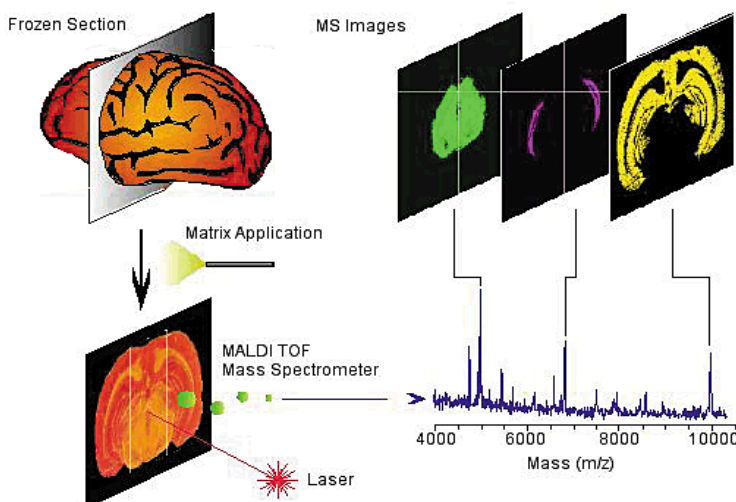 Frozen Section
MS Images
Matrix Application
MALDI TOF
Mass Spectrometer
Laser
4000 6000 8000 10000
Mass (m/z)